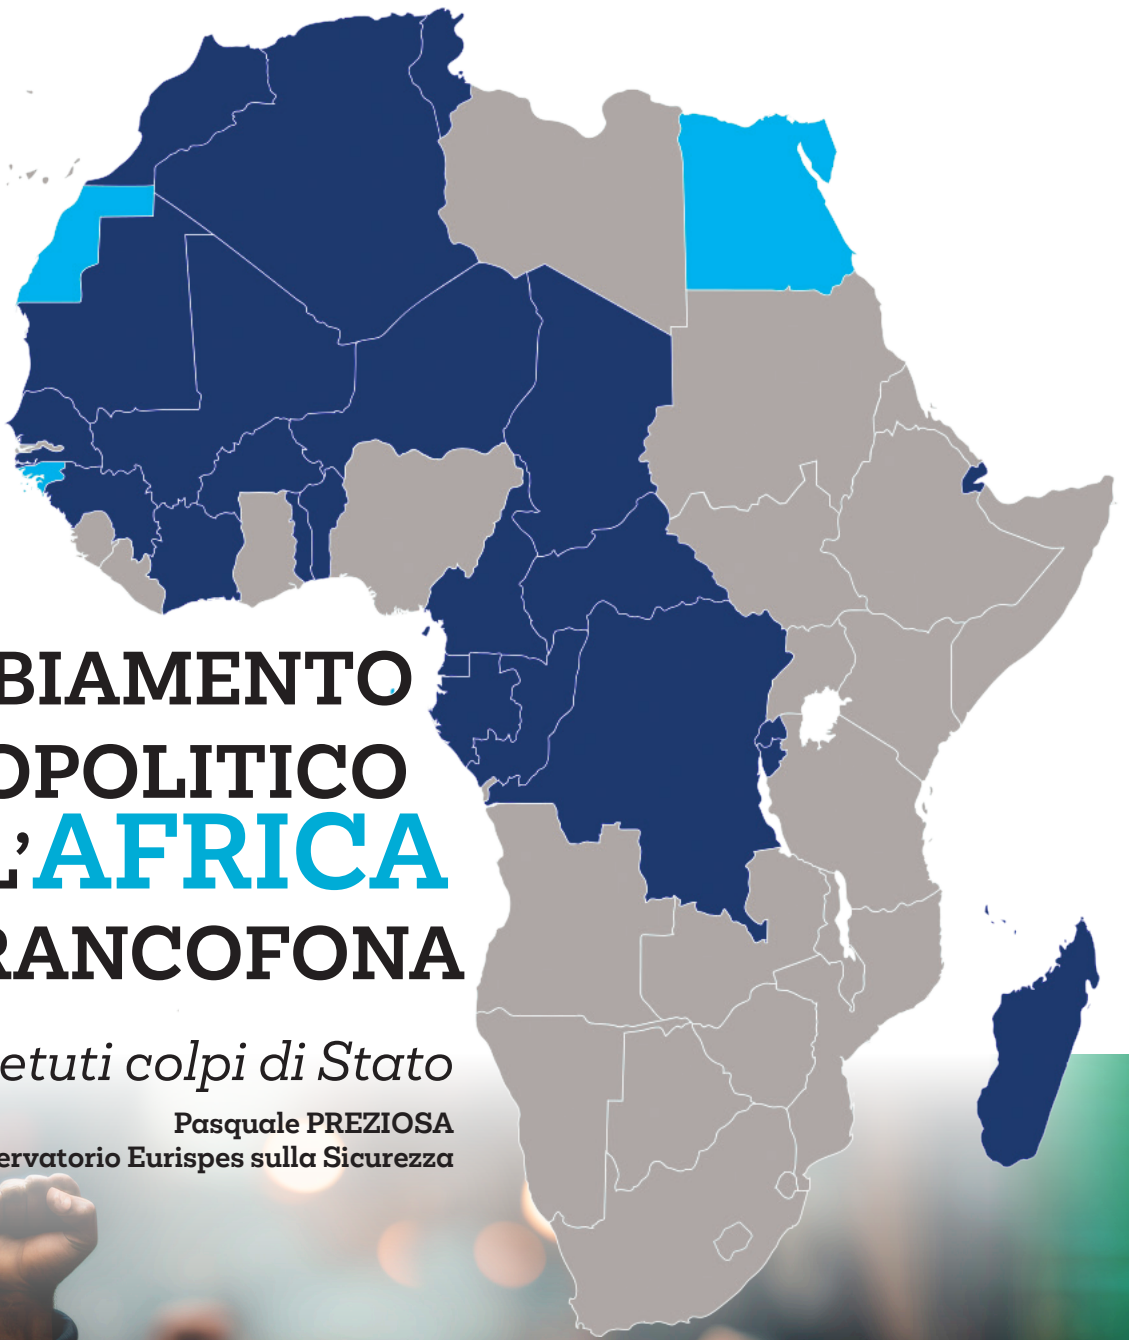 BIAMENTO
OPOLITICO
L'AFRICA
RANCOFONA
etuti colpi di Stato
Pasquale PREZIOSA
ervatorio Eurispes sulla Sicurezza